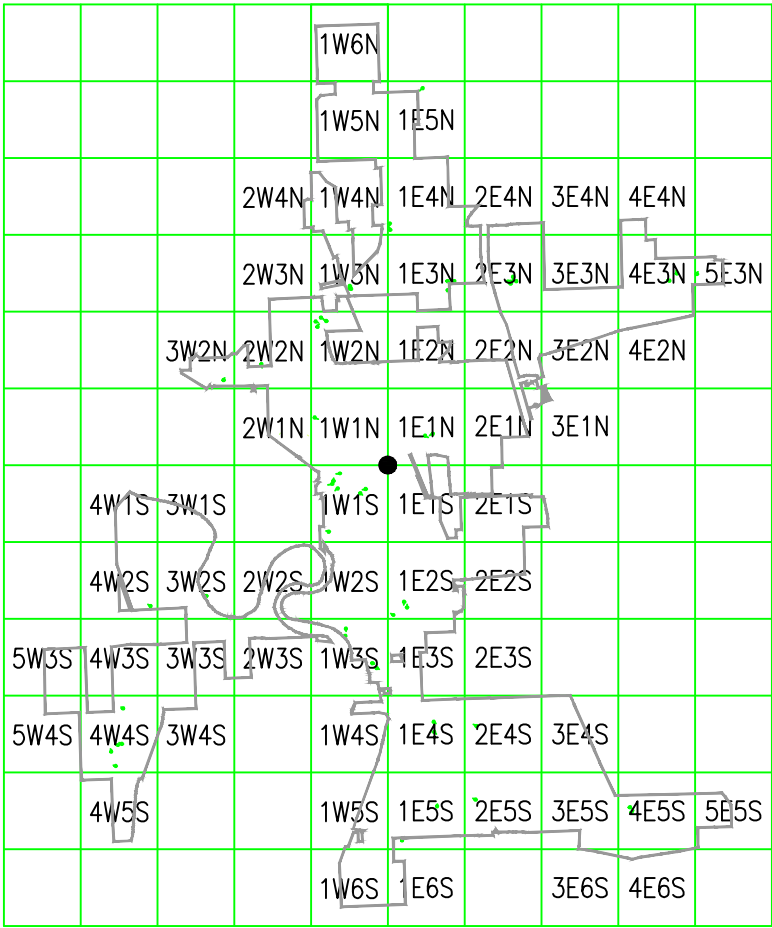 1W6N
1W5N 1E5N
2W4N 1W4N 1E4N 2E4N 3E4N 4E4N
2W3N 1W3N 1E3N 2E3N 3E3N 4E3N 5E3N
3W2N 2W2N 1W2N 1E2N 2E2N 3E2N 4E2N
2W1N 1W1N 1E1N 2E1N 3E1N
4W1S 3W1S 1W1S 1E1S 2E1S
4W2S 3W2S 2W2S 1W2S 1E2S 2E2S
5W3S 4W3S 3W3S 2W3S 1W3S 1E3S 2E3S
5W4S 4W4S 3W4S 1W4S 1E4S 2E4S 3E4S
4W5S 1W5S 1E5S 2E5S 3E5S 4E5S 5E5S
1W6S 1E6S 3E6S 4E6S